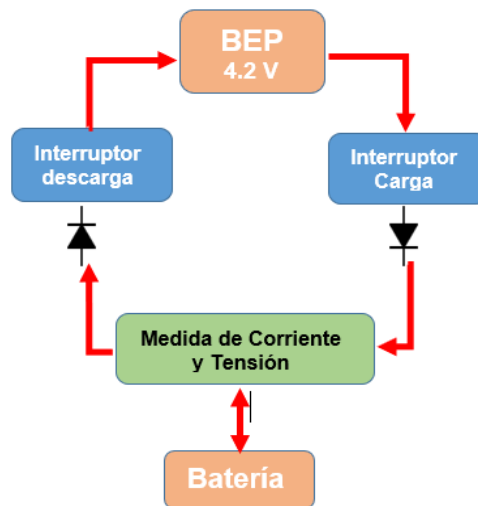 BEP
4.2 V
Interruptor
descarga
Interruptor
Carga
Medida de Corriente
y Tensión
Batería